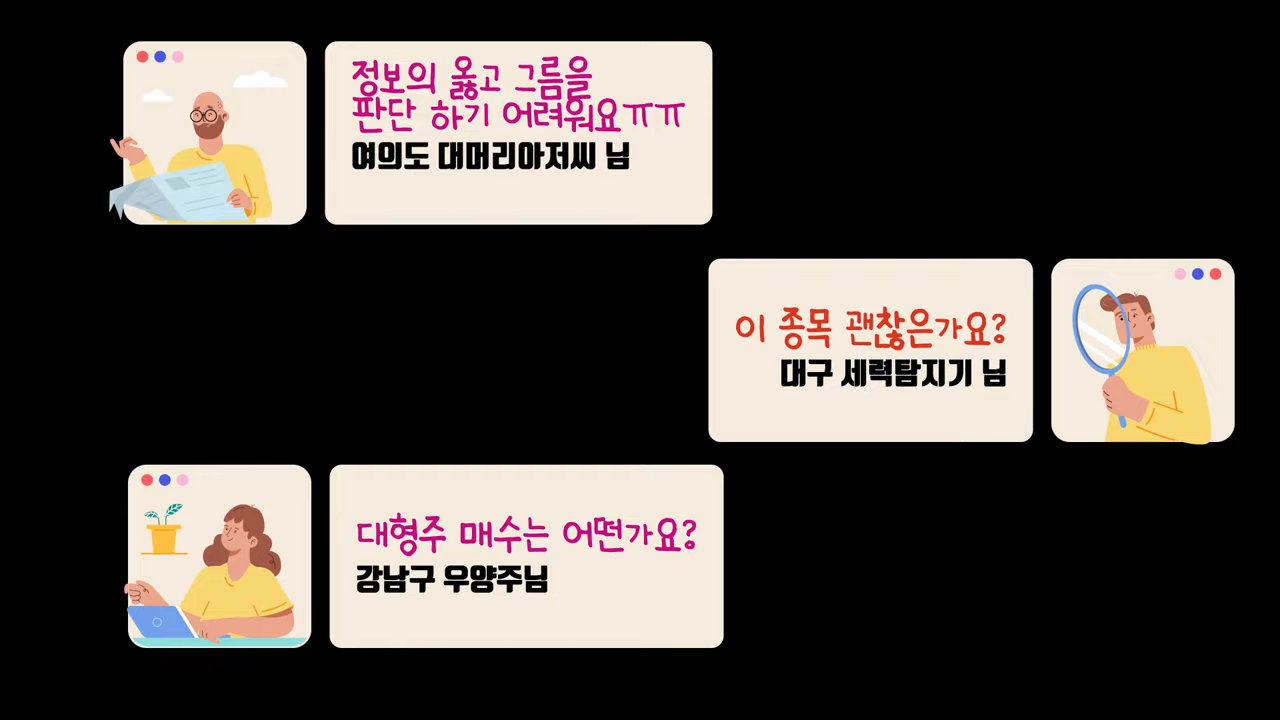 정보의 옳고 그름을
판단 하기 어려워요ㅠㅠ
여의도 대머리아저씨 님
이 종목 괜찮은가요?
대구 세력탐지기 님
대형주 매수는 어떤가요?
강남구 우양주님